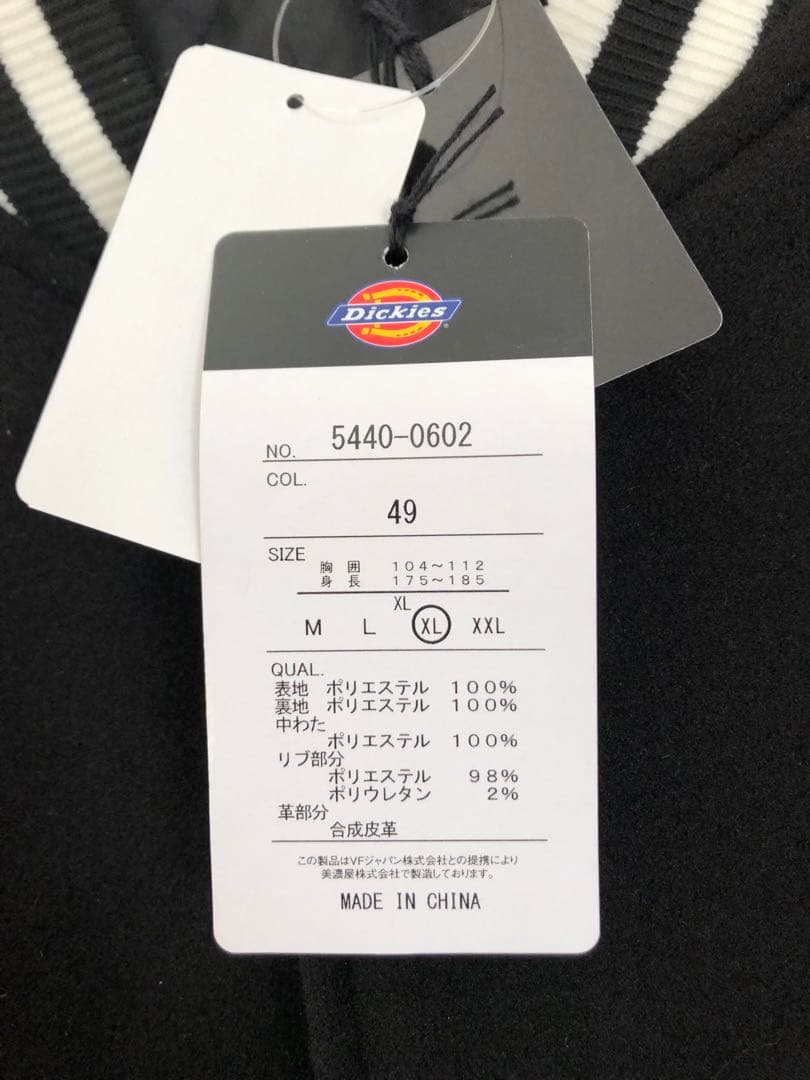 Dickies
NO. 5440-0602
COL.
49
SIZE
胸囲 104～112
身長 175～185
XL
M L XL XXL
QUAL.
表地 ポリエステル 100%
裏地 ポリエステル 100%
中わた
ポリエステル 100%
リブ部分
ポリエステル 98%
ポリウレタン 2%
革部分
合成皮革
この製品はVFジャパン株式会社との提携により
美濃屋株式会社で製造しております。
MADE IN CHINA